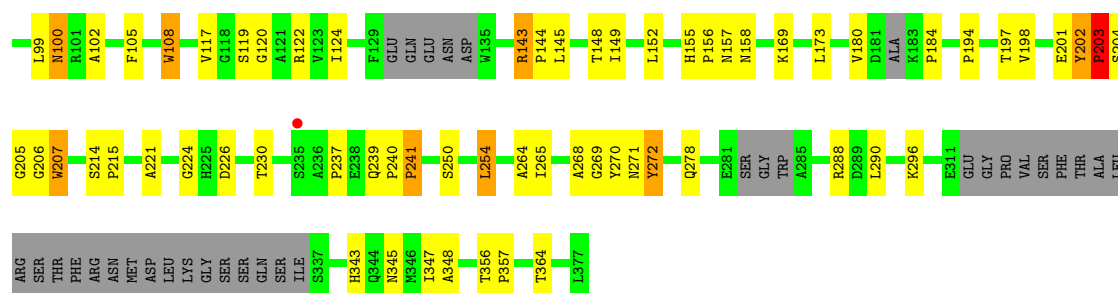 L99 N100 R101 A102 F105 W108 V117 G118 S119 G120 A121 R122 V123 I124 F129 GLU GLN GLU ASN ASP W135 R143 P144 L145 T148 I149 L152 H155 P156 N157 N158 K169 L173 V180 D181 ALA K183 P184 P194 T197 V198 E201 Y202 P203 S204
G205 G206 W207 S214 P215 A221 G224 H225 D226 T230 S235 A236 P237 E238 Q239 P240 P241 S250 L254 A264 I265 A268 G269 Y270 N271 Y272 Q278 E281 SER GLY TRP A285 R288 D289 L290 K296 E311 GLU GLY PRO VAL SER PHE THR ALA LEU
ARG SER THR PHE ARG ASN MET ASP LEU LYS GLY SER SER GLN SER ILE S337 H343 Q344 N345 M346 I347 A348 T356 P357 T364 L377